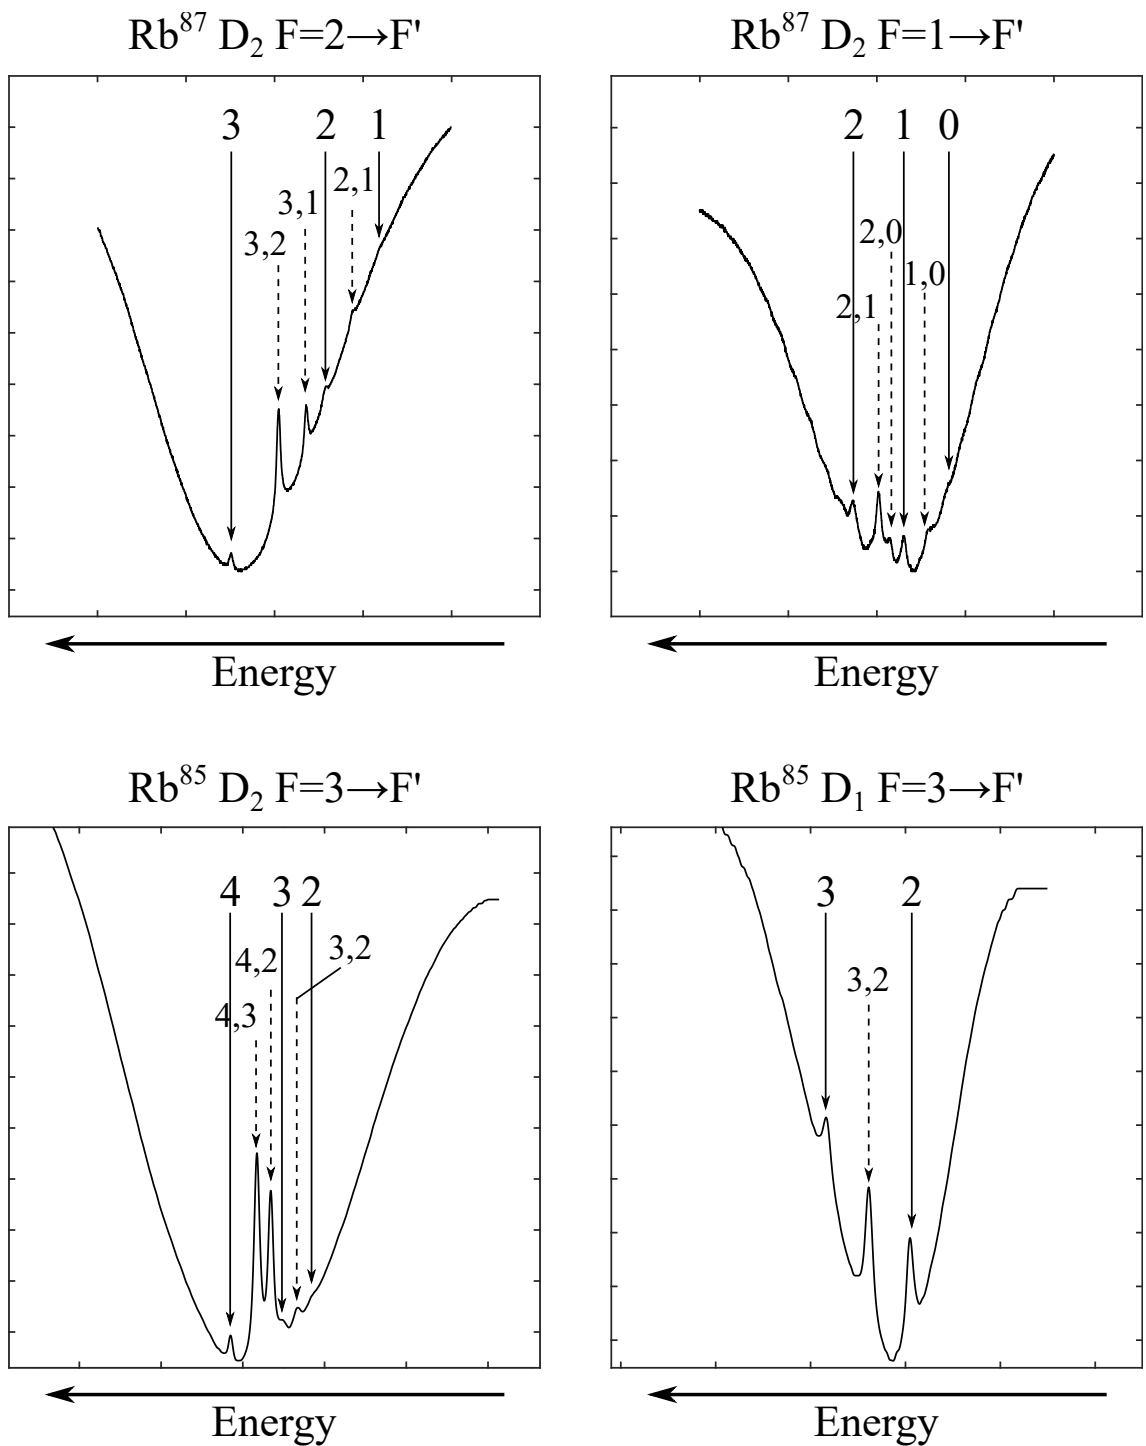 Rb⁸⁷ D₂ F=2→F'
3 2 1
2,1
3,1
3,2
Energy
Rb⁸⁷ D₂ F=1→F'
2 1 0
2,0
1,0
2,1
Energy
Rb⁸⁵ D₂ F=3→F'
4 3 2
3,2
4,2
4,3
Energy
Rb⁸⁵ D₁ F=3→F'
3 2
3,2
Energy